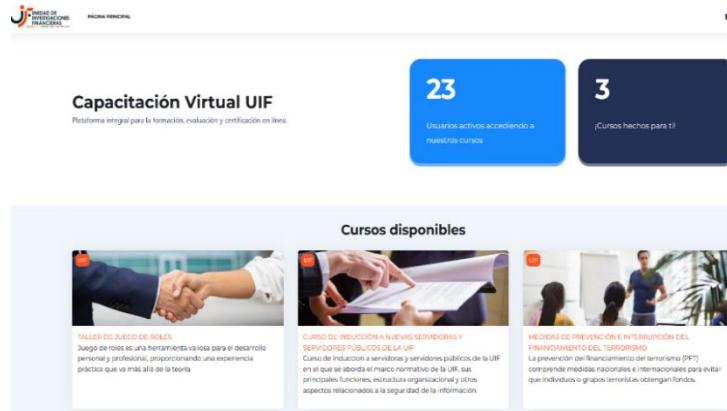 UNIDAD DE
INVESTIGACIONES
FINANCIERAS
PÁGINA PRINCIPAL
Capacitación Virtual UIF
Plataforma integral para la formación, evaluación y certificación en línea.
23
Usuarios activos accediendo a
nuestros cursos
3
¡Cursos hechos para ti!
Cursos disponibles
UIF
TALLER DE JUEGO DE ROLES
Juego de roles es una herramienta valiosa para el desarrollo
personal y profesional, proporcionando una experiencia
práctica que va más allá de la teoría
UIF
CURSO DE INDUCCIÓN A NUEVAS SERVIDORAS Y
SERVIDORES PÚBLICOS DE LA UIF
Curso de induccion a servidoras y servidores públicos de la UIF
en el que se aborda el marco normativo de la UIF, sus
principales funciones, estructura organizacional y otros
aspectos relacionados a la seguridad de la información.
UIF
MEDIDAS DE PREVENCIÓN E INTERRUPCIÓN DEL
FINANCIAMIENTO DEL TERRORISMO
La prevención del financiamiento del terrorismo (PFT)
comprende medidas nacionales e internacionales para evitar
que individuos o grupos terroristas obtengan fondos.